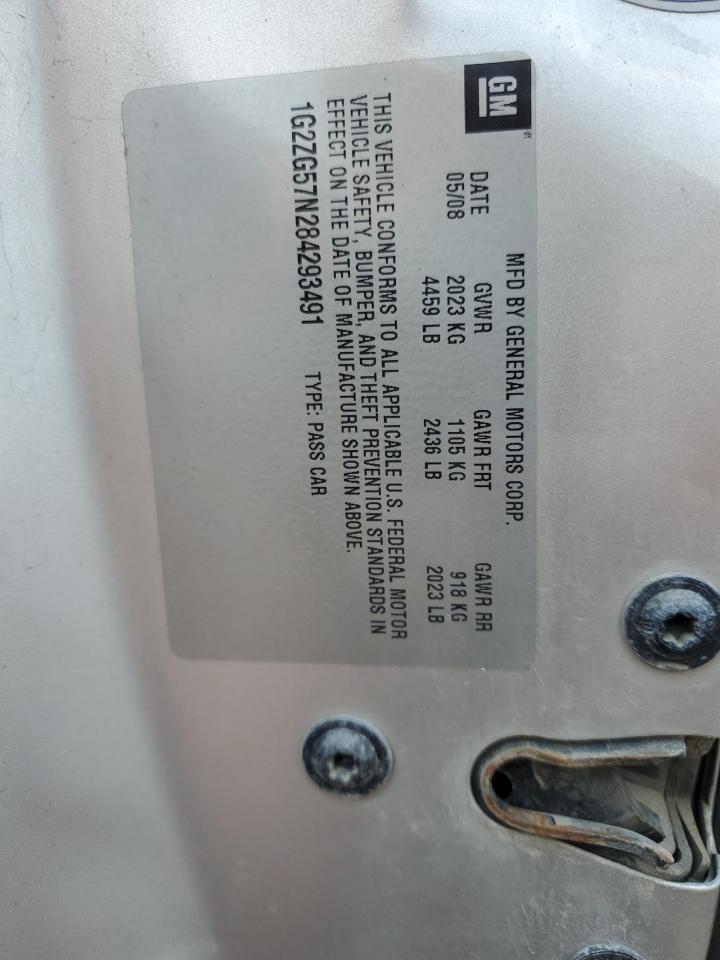 GM
MFD BY GENERAL MOTORS CORP.
DATE GVWR GAWR FRT GAWR RR
05/08 2023 KG 1105 KG 918 KG
4459 LB 2436 LB 2023 LB
THIS VEHICLE CONFORMS TO ALL APPLICABLE U.S. FEDERAL MOTOR
VEHICLE SAFETY, BUMPER, AND THEFT PREVENTION STANDARDS IN
EFFECT ON THE DATE OF MANUFACTURE SHOWN ABOVE.
1G2ZG57N284293491 TYPE: PASS CAR